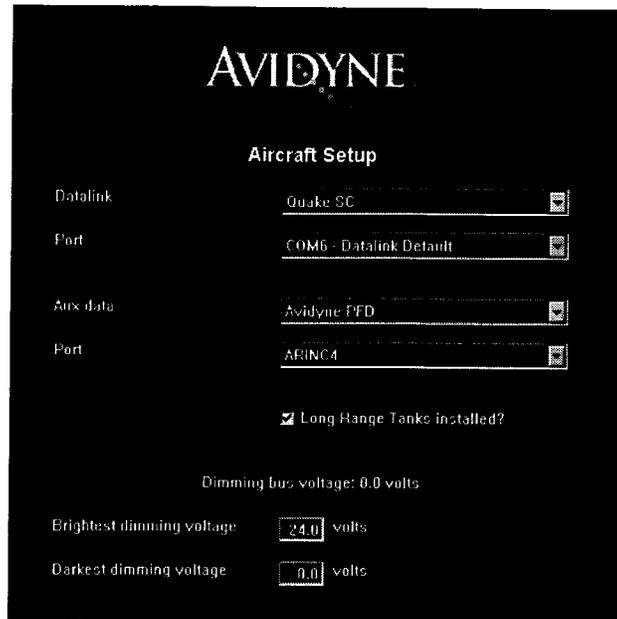 AVIDYNE
Aircraft Setup
Datalink Quake SC
Port COM6 - Datalink Default
Aux data Avidyne PFD
Port ARINC4
Long Range Tanks installed?
Dimming bus voltage: 0.0 volts
Brightest dimming voltage 24.0 volts
Darkest dimming voltage 0.0 volts